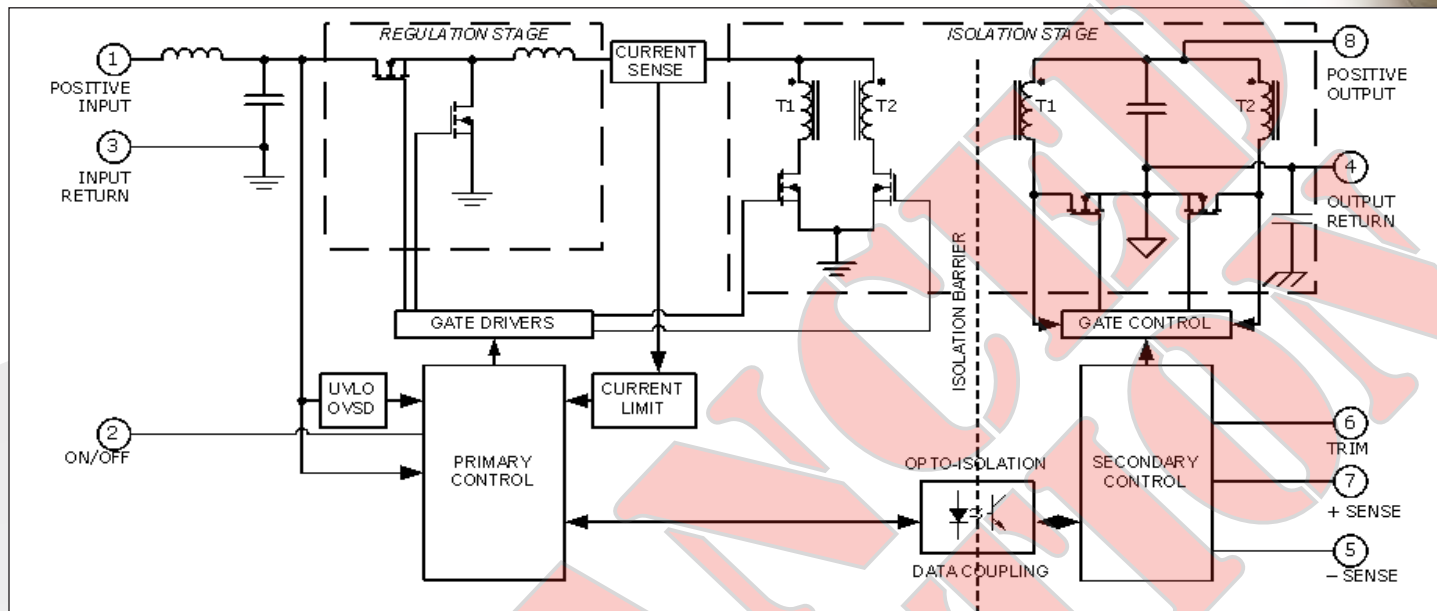 REGULATION STAGE
ISOLATION STAGE
1
POSITIVE
INPUT
CURRENT
SENSE
8
POSITIVE
OUTPUT
T1
T2
T1
T2
3
INPUT
RETURN
4
OUTPUT
RETURN
ISOLATION BARRIER
GATE DRIVERS
GATE CONTROL
UVLO
OVSD
CURRENT
LIMIT
2
ON/OFF
PRIMARY
CONTROL
OPTO-ISOLATION
DATA COUPLING
SECONDARY
CONTROL
6
TRIM
7
+ SENSE
5
– SENSE